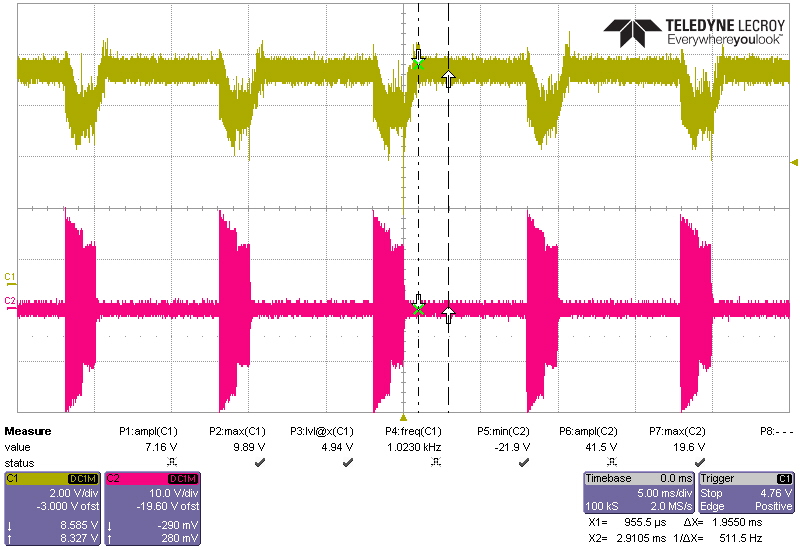 TELEDYNE LECROY
Everywhereyoulook™
C1
C2
Measure P1:ampl(C1) P2:max(C1) P3:lvl@x(C1) P4:freq(C1) P5:min(C2) P6:ampl(C2) P7:max(C2) P8:- - -
value 7.16 V 9.89 V 4.94 V 1.0230 kHz -21.9 V 41.5 V 19.6 V
status
C1 DC1M
2.00 V/div
-3.000 V ofst
8.585 V
8.327 V
C2 DC1M
10.0 V/div
-19.60 V ofst
-290 mV
280 mV
Timebase 0.0 ms
5.00 ms/div
100 kS 2.0 MS/s
Trigger C1
Stop 4.76 V
Edge Positive
X1= 955.5 µs ΔX= 1.9550 ms
X2= 2.9105 ms 1/ΔX= 511.5 Hz